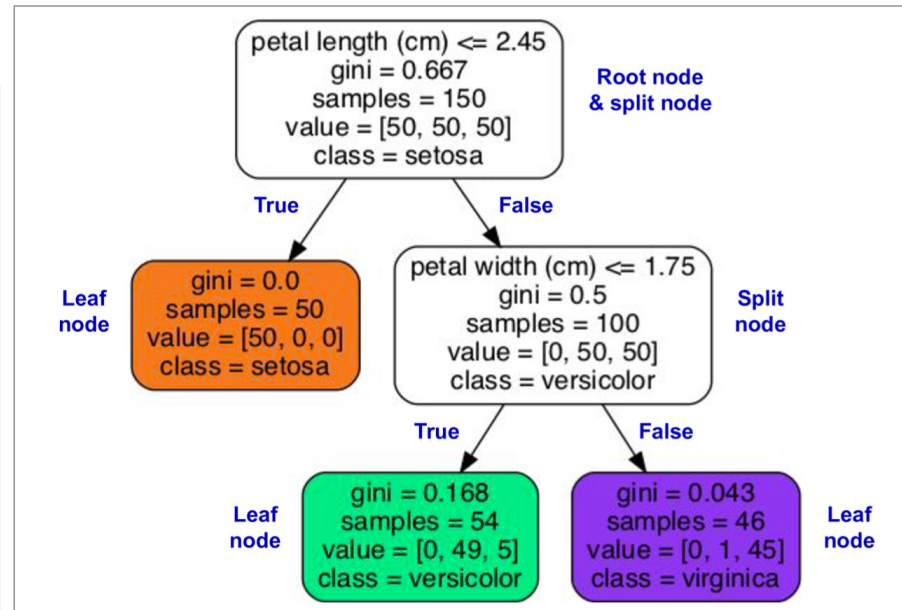 petal length (cm) <= 2.45
gini = 0.667
samples = 150
value = [50, 50, 50]
class = setosa
Root node
& split node
True
False
Leaf
node
gini = 0.0
samples = 50
value = [50, 0, 0]
class = setosa
petal width (cm) <= 1.75
gini = 0.5
samples = 100
value = [0, 50, 50]
class = versicolor
Split
node
True
False
Leaf
node
gini = 0.168
samples = 54
value = [0, 49, 5]
class = versicolor
gini = 0.043
samples = 46
value = [0, 1, 45]
class = virginica
Leaf
node